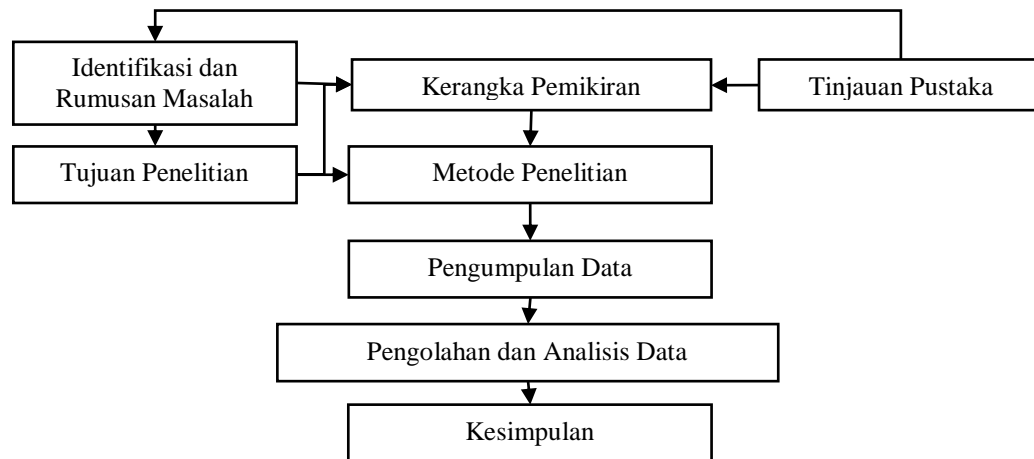 Identifikasi dan
Rumusan Masalah
Kerangka Pemikiran
Tinjauan Pustaka
Tujuan Penelitian
Metode Penelitian
Pengumpulan Data
Pengolahan dan Analisis Data
Kesimpulan